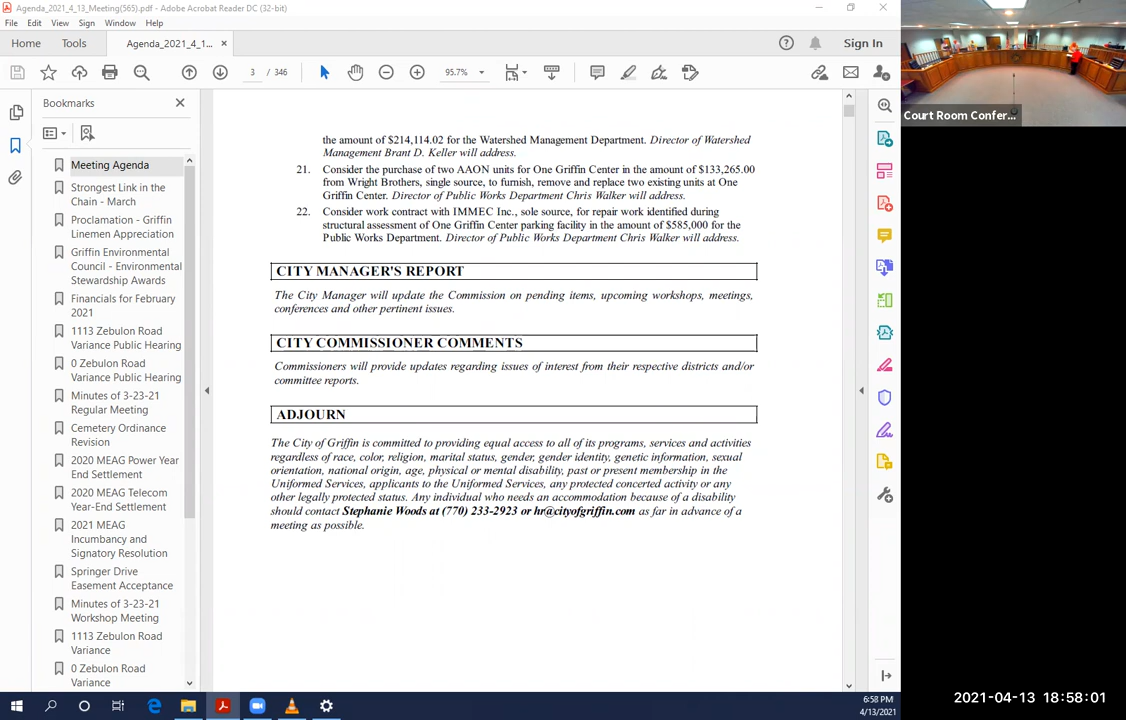 Agenda_2021_4_13_Meeting(565).pdf - Adobe Acrobat Reader DC (32-bit)
File Edit View Sign Window Help
Home Tools Agenda_2021_4_1... × Sign In
3 / 346 95.7%
Bookmarks
Meeting Agenda
Strongest Link in the
Chain - March
Proclamation - Griffin
Linemen Appreciation
Griffin Environmental
Council - Environmental
Stewardship Awards
Financials for February
2021
1113 Zebulon Road
Variance Public Hearing
0 Zebulon Road
Variance Public Hearing
Minutes of 3-23-21
Regular Meeting
Cemetery Ordinance
Revision
2020 MEAG Power Year
End Settlement
2020 MEAG Telecom
Year-End Settlement
2021 MEAG
Incumbancy and
Signatory Resolution
Springer Drive
Easement Acceptance
Minutes of 3-23-21
Workshop Meeting
1113 Zebulon Road
Variance
0 Zebulon Road
Variance
the amount of $214,114.02 for the Watershed Management Department. Director of Watershed
Management Brant D. Keller will address.
21. Consider the purchase of two AAON units for One Griffin Center in the amount of $133,265.00
from Wright Brothers, single source, to furnish, remove and replace two existing units at One
Griffin Center. Director of Public Works Department Chris Walker will address.
22. Consider work contract with IMMEC Inc., sole source, for repair work identified during
structural assessment of One Griffin Center parking facility in the amount of $585,000 for the
Public Works Department. Director of Public Works Department Chris Walker will address.
CITY MANAGER'S REPORT
The City Manager will update the Commission on pending items, upcoming workshops, meetings,
conferences and other pertinent issues.
CITY COMMISSIONER COMMENTS
Commissioners will provide updates regarding issues of interest from their respective districts and/or
committee reports.
ADJOURN
The City of Griffin is committed to providing equal access to all of its programs, services and activities
regardless of race, color, religion, marital status, gender, gender identity, genetic information, sexual
orientation, national origin, age, physical or mental disability, past or present membership in the
Uniformed Services, applicants to the Uniformed Services, any protected concerted activity or any
other legally protected status. Any individual who needs an accommodation because of a disability
should contact Stephanie Woods at (770) 233-2923 or hr@cityofgriffin.com as far in advance of a
meeting as possible.
Court Room Confer...
6:58 PM
4/13/2021
2021-04-13 18:58:01